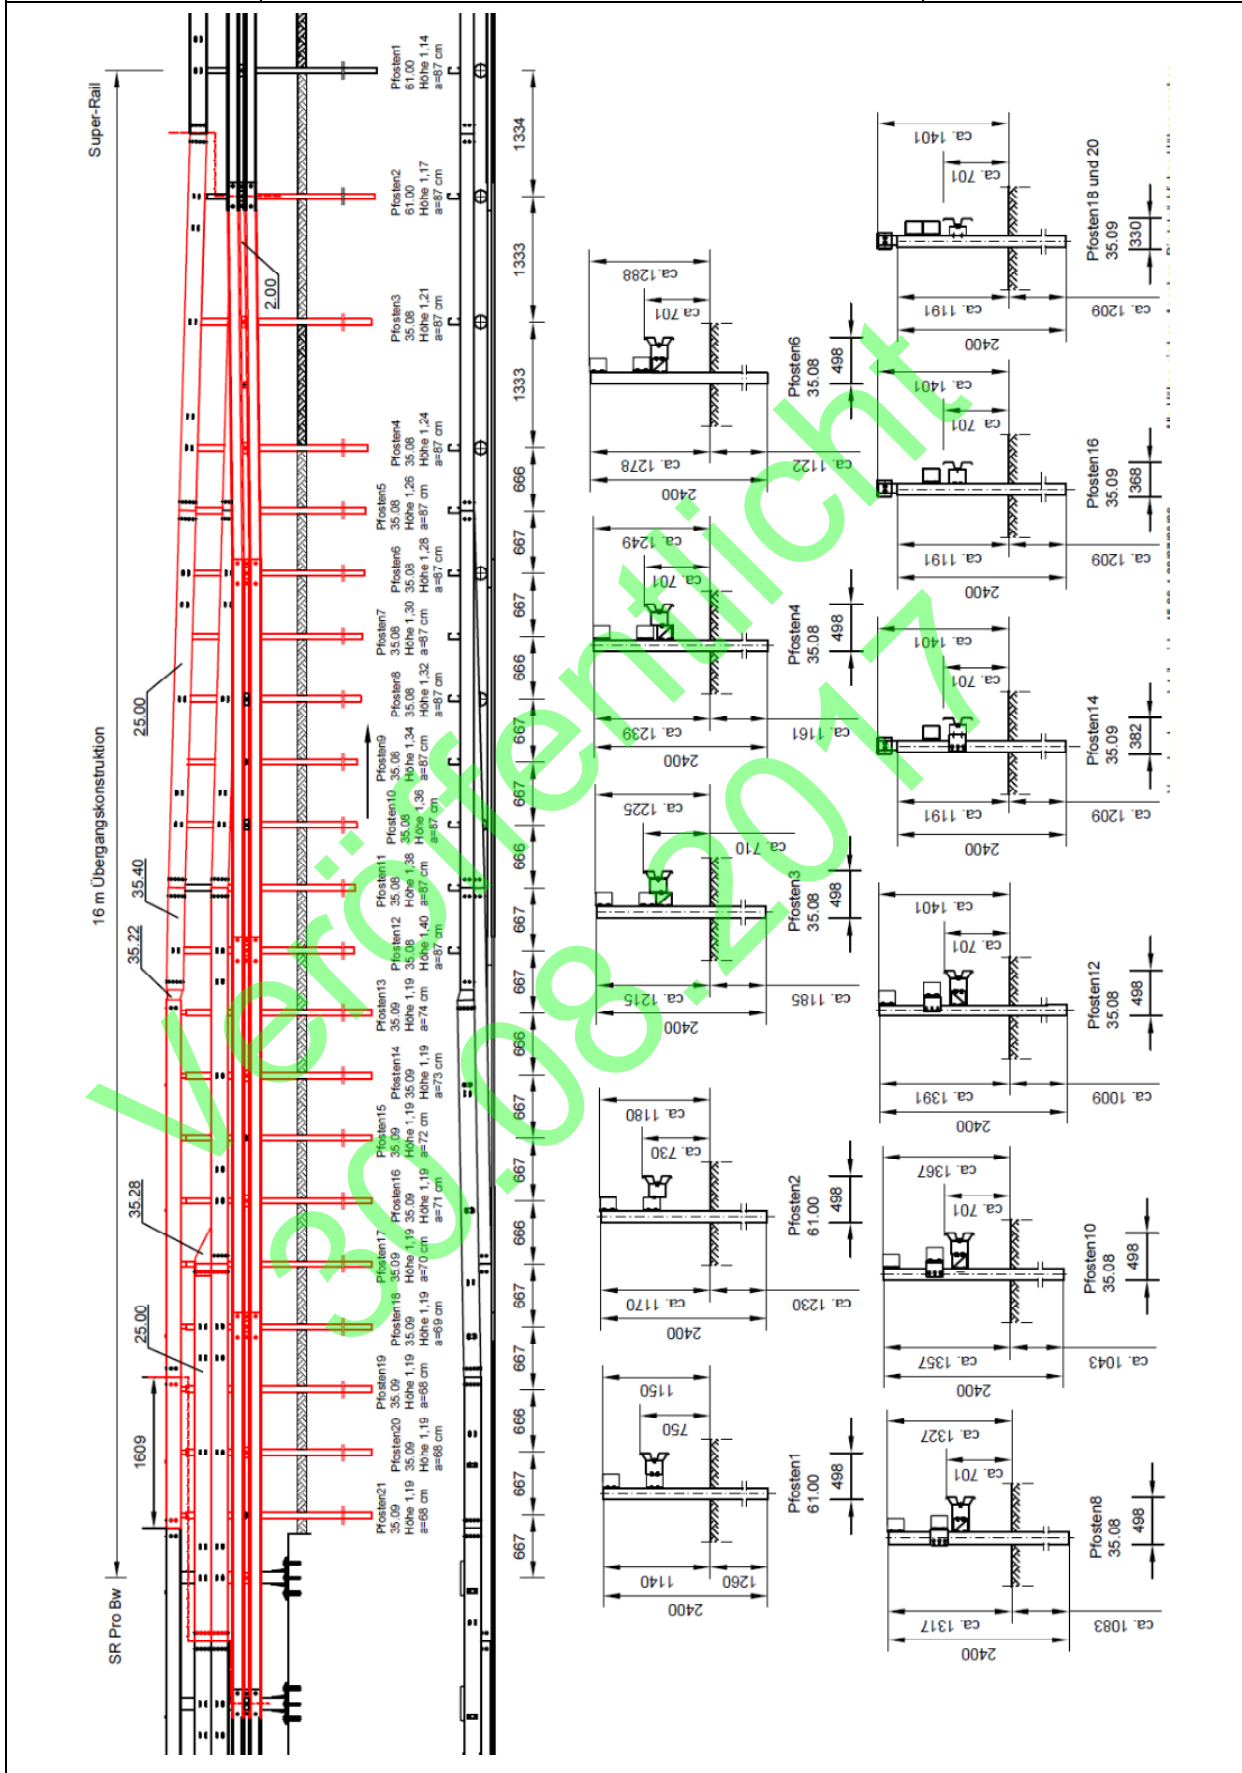 Super-Rail
16 m Übergangskonstruktion
SR Pro Bw
2.00
25.00
35.40
35.22
35.28
25.00
1609
Pfosten1
61.00
Höhe 1,14
a=87 cm
Pfosten2
61.00
Höhe 1,17
a=87 cm
Pfosten3
35.08
Höhe 1,21
a=87 cm
Pfosten4
35.08
Höhe 1,24
a=87 cm
Pfosten5
35.08
Höhe 1,26
a=87 cm
Pfosten6
35.08
Höhe 1,28
a=87 cm
Pfosten7
35.08
Höhe 1,30
a=87 cm
Pfosten8
35.08
Höhe 1,32
a=87 cm
Pfosten9
35.08
Höhe 1,34
a=87 cm
Pfosten10
35.08
Höhe 1,36
a=87 cm
Pfosten11
35.08
Höhe 1,38
a=87 cm
Pfosten12
35.08
Höhe 1,40
a=87 cm
Pfosten13
35.09
Höhe 1,19
a=74 cm
Pfosten14
35.09
Höhe 1,19
a=73 cm
Pfosten15
35.09
Höhe 1,19
a=72 cm
Pfosten16
35.09
Höhe 1,19
a=71 cm
Pfosten17
35.09
Höhe 1,19
a=70 cm
Pfosten18
35.09
Höhe 1,19
a=69 cm
Pfosten19
35.09
Höhe 1,19
a=68 cm
Pfosten20
35.09
Höhe 1,19
a=68 cm
Pfosten21
35.09
Höhe 1,19
a=68 cm
1334
1333
1333
666
667
667
666
667
667
666
667
667
666
667
667
666
667
667
666
667
667
ca.1288
ca 701
ca. 1278
ca. 1122
2400
Pfosten6
35.08
498
ca.1249
ca. 701
ca. 1239
ca. 1161
2400
Pfosten4
35.08
498
ca. 1225
ca. 710
ca. 1215
ca. 1185
2400
Pfosten3
35.08
498
ca. 1180
ca. 730
ca. 1170
ca. 1230
2400
Pfosten2
61.00
498
1150
750
1140
1260
2400
Pfosten1
61.00
498
ca. 1401
ca. 701
ca. 1191
ca. 1209
2400
Pfosten18 und 20
35.09
330
ca. 1401
ca. 701
ca. 1191
ca. 1209
2400
Pfosten16
35.09
368
ca. 1401
ca. 701
ca. 1191
ca. 1209
2400
Pfosten14
35.09
382
ca. 1401
ca. 701
ca. 1391
ca. 1009
2400
Pfosten12
35.08
498
ca. 1367
ca. 701
ca. 1357
ca. 1043
2400
Pfosten10
35.08
498
ca. 1327
ca. 701
ca. 1317
ca. 1083
2400
Pfosten8
35.08
498
Veröffentlicht
30.08.2017